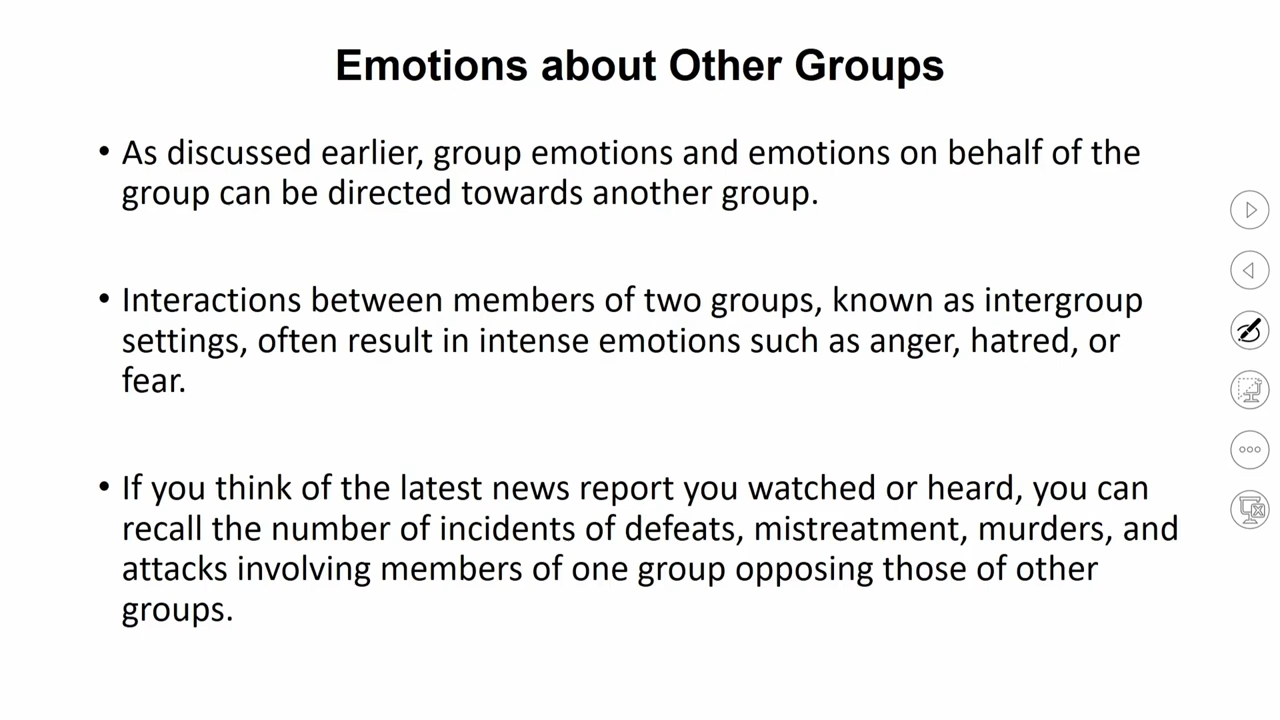 Emotions about Other Groups
• As discussed earlier, group emotions and emotions on behalf of the
group can be directed towards another group.
• Interactions between members of two groups, known as intergroup
settings, often result in intense emotions such as anger, hatred, or
fear.
• If you think of the latest news report you watched or heard, you can
recall the number of incidents of defeats, mistreatment, murders, and
attacks involving members of one group opposing those of other
groups.